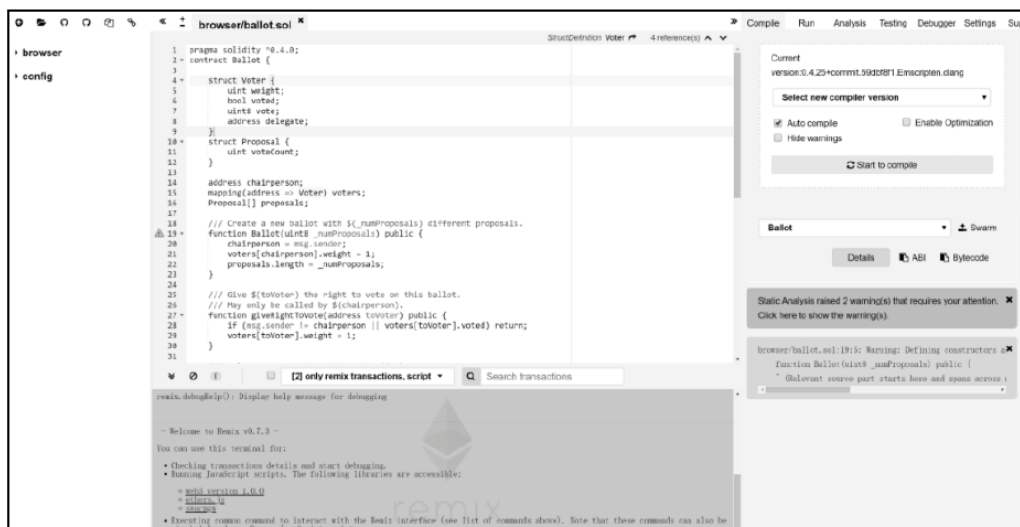 browser/ballot.sol
browser
config
StructDefinition Voter 4 reference(s)
1 pragma solidity ^0.4.0;
2 contract Ballot {
3
4 struct Voter {
5 uint weight;
6 bool voted;
7 uint8 vote;
8 address delegate;
9 }
10 struct Proposal {
11 uint voteCount;
12 }
13
14 address chairperson;
15 mapping(address => Voter) voters;
16 Proposal[] proposals;
17
18 /// Create a new ballot with $(_numProposals) different proposals.
19 function Ballot(uint8 _numProposals) public {
20 chairperson = msg.sender;
21 voters[chairperson].weight = 1;
22 proposals.length = _numProposals;
23 }
24
25 /// Give $(toVoter) the right to vote on this ballot.
26 /// May only be called by $(chairperson).
27 function giveRightToVote(address toVoter) public {
28 if (msg.sender != chairperson || voters[toVoter].voted) return;
29 voters[toVoter].weight = 1;
30 }
31
[2] only remix transactions, script
Search transactions
remix.debugHelp(): Display help message for debugging
- Welcome to Remix v0.7.3 -
You can use this terminal for:
• Checking transactions details and start debugging.
• Running JavaScript scripts. The following libraries are accessible:
web3 version 1.0.0
ethers.js
swarmgw
• Executing common command to interact with the Remix interface (see list of commands above). Note that these commands can also be
remix
Compile Run Analysis Testing Debugger Settings Su
Current
version:0.4.25+commit.59dbf8f1.Emscripten.clang
Select new compiler version
Auto compile Enable Optimization
Hide warnings
Start to compile
Ballot Swarm
Details ABI Bytecode
Static Analysis raised 2 warning(s) that requires your attention.
Click here to show the warning(s).
browser/ballot.sol:19:5: Warning: Defining constructors a
function Ballot(uint8 _numProposals) public {
^ (Relevant source part starts here and spans across